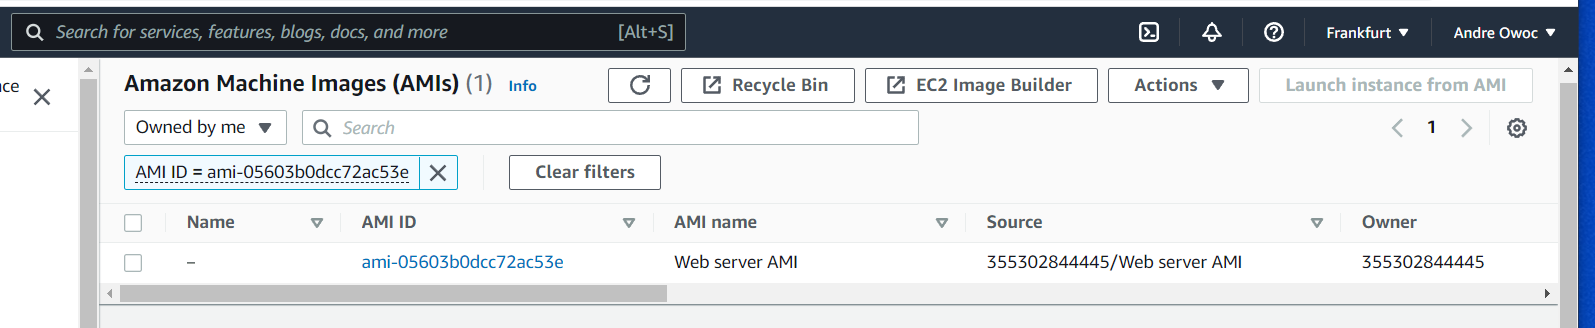 Search for services, features, blogs, docs, and more [Alt+S] Frankfurt Andre Owoc
nce
Amazon Machine Images (AMIs) (1) Info Recycle Bin EC2 Image Builder Actions Launch instance from AMI
Owned by me Search 1
AMI ID = ami-05603b0dcc72ac53e Clear filters
Name AMI ID AMI name Source Owner
– ami-05603b0dcc72ac53e Web server AMI 355302844445/Web server AMI 355302844445